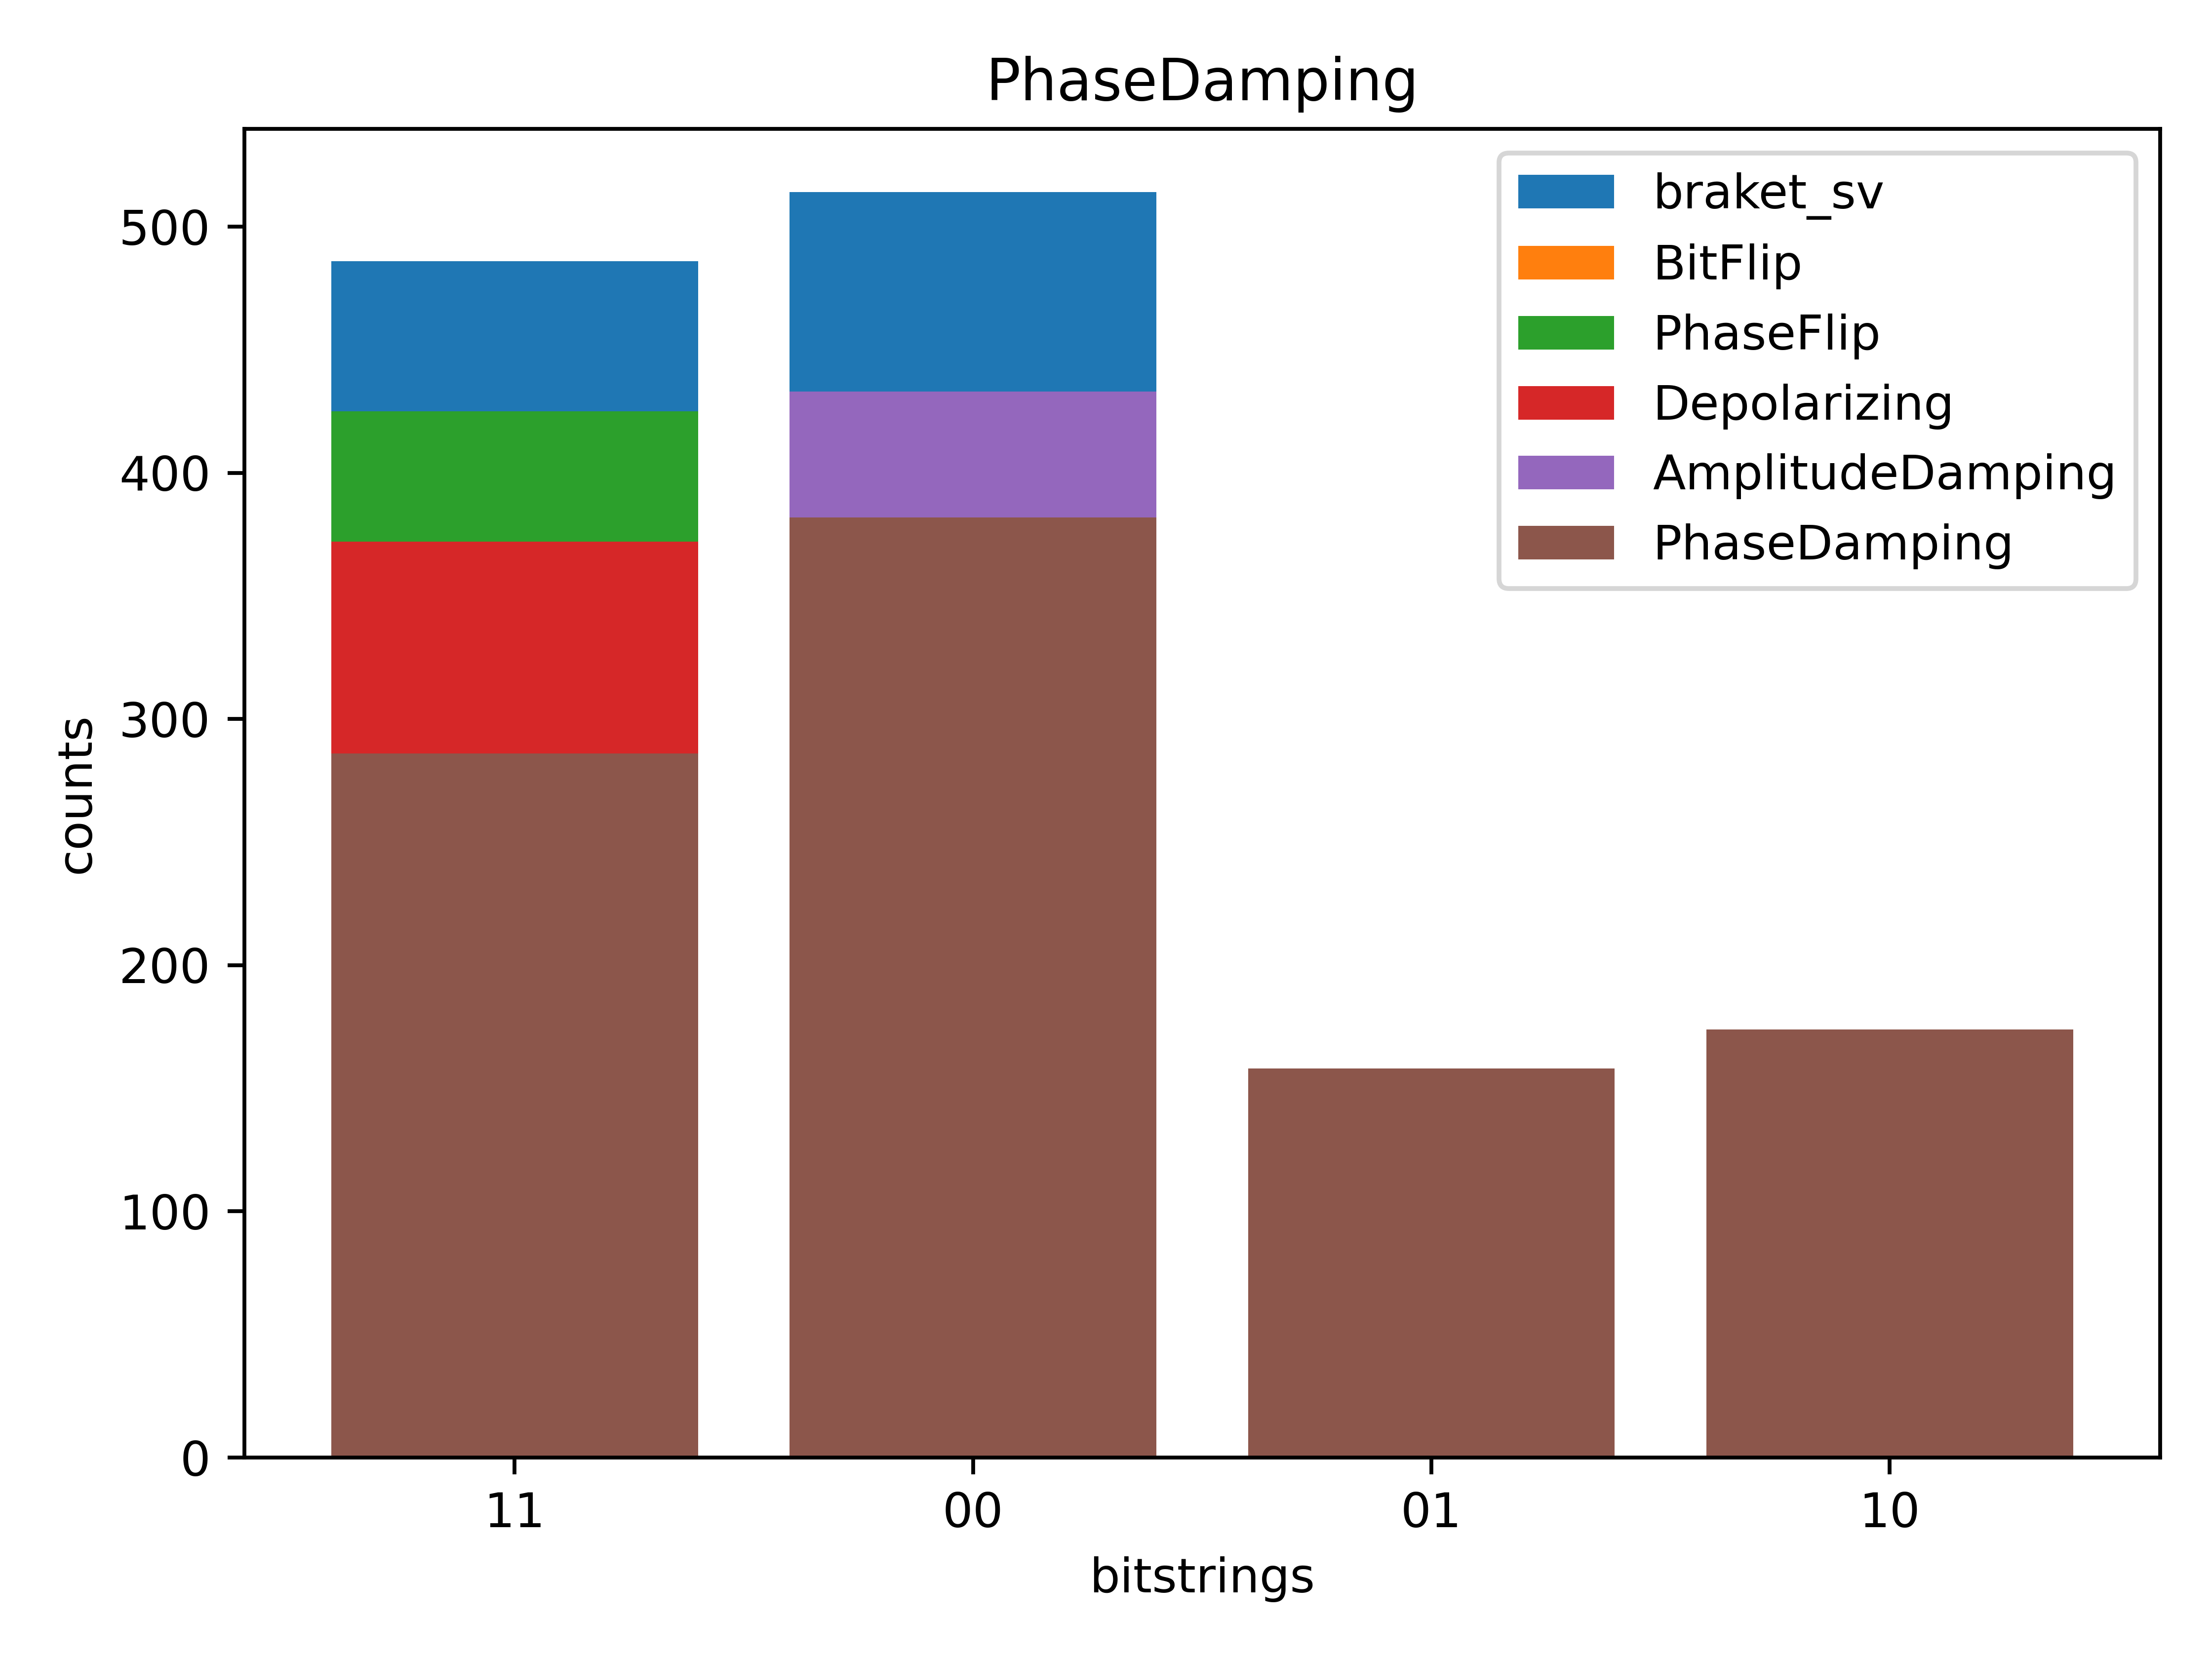 PhaseDamping
braket_sv
BitFlip
PhaseFlip
Depolarizing
AmplitudeDamping
PhaseDamping
500
400
300
200
100
0
counts
11 00 01 10
bitstrings